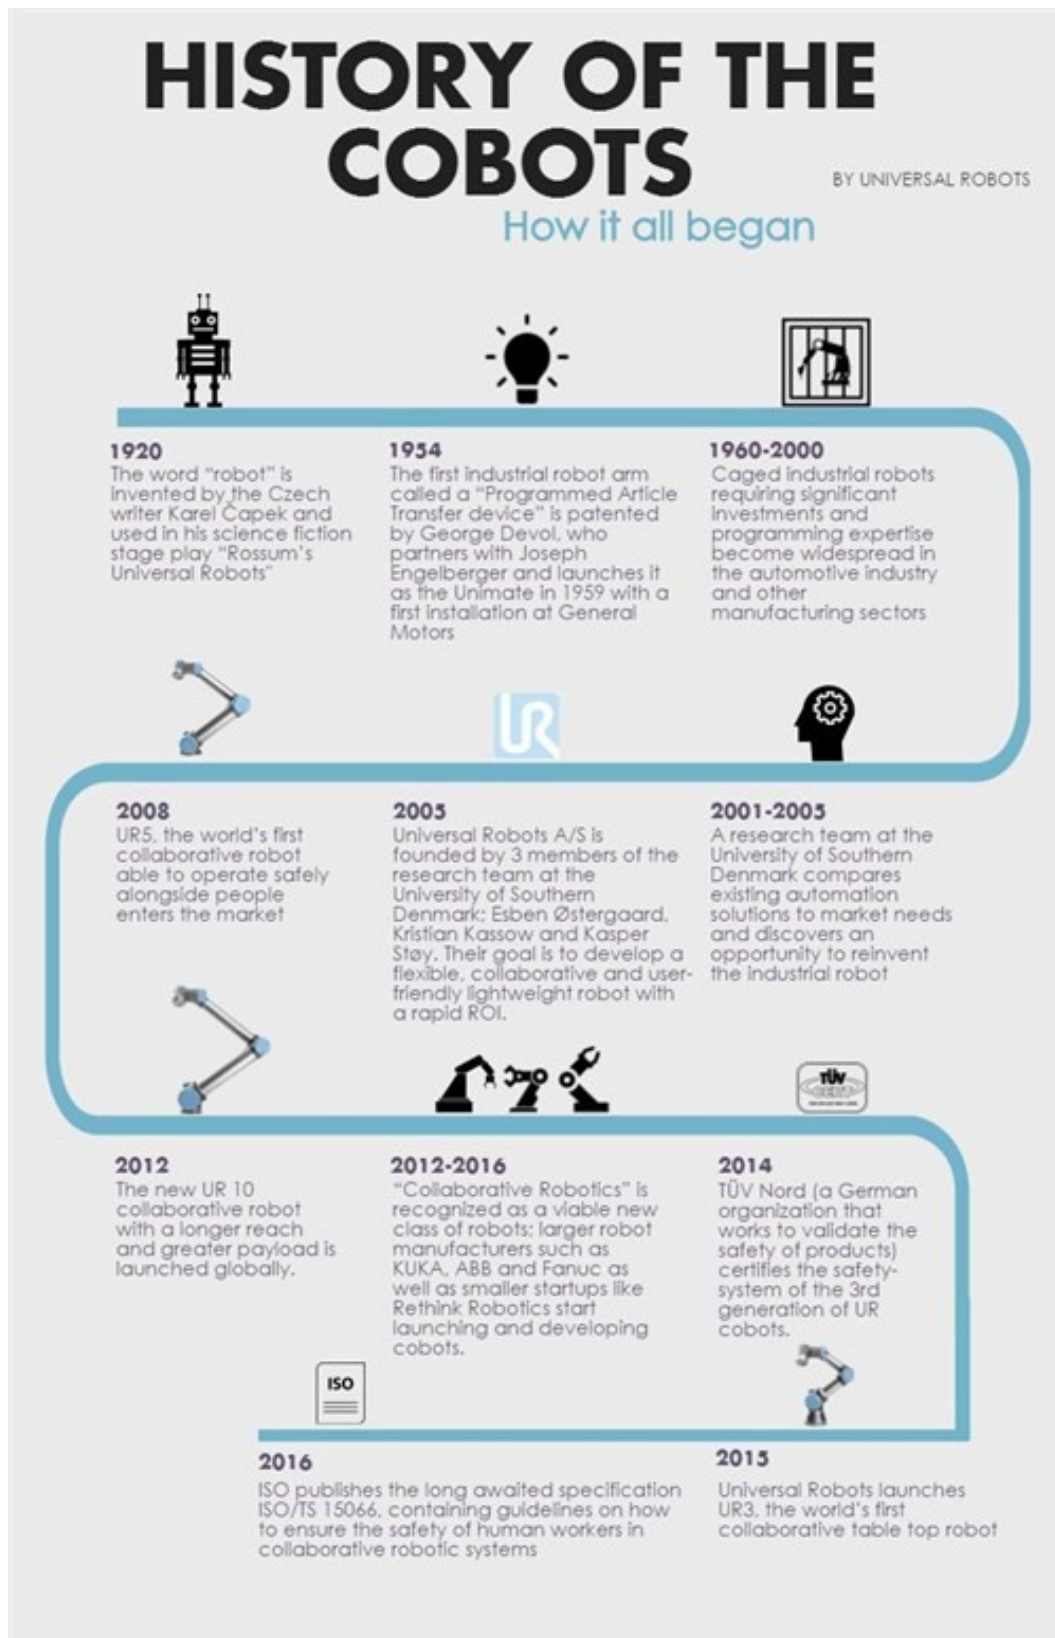 HISTORY OF THE
COBOTS
BY UNIVERSAL ROBOTS
How it all began
1920
The word "robot" is
invented by the Czech
writer Karel Čapek and
used in his science fiction
stage play "Rossum's
Universal Robots"
1954
The first industrial robot arm
called a "Programmed Article
Transfer device" is patented
by George Devol, who
partners with Joseph
Engelberger and launches it
as the Unimate in 1959 with a
first installation at General
Motors
1960-2000
Caged industrial robots
requiring significant
investments and
programming expertise
become widespread in
the automotive industry
and other
manufacturing sectors
UR
2001-2005
A research team at the
University of Southern
Denmark compares
existing automation
solutions to market needs
and discovers an
opportunity to reinvent
the industrial robot
2005
Universal Robots A/S is
founded by 3 members of the
research team at the
University of Southern
Denmark; Esben Østergaard,
Kristian Kassow and Kasper
Støy. Their goal is to develop a
flexible, collaborative and user-
friendly lightweight robot with
a rapid ROI.
2008
UR5, the world's first
collaborative robot
able to operate safely
alongside people
enters the market
2012
The new UR 10
collaborative robot
with a longer reach
and greater payload is
launched globally.
2012-2016
"Collaborative Robotics" is
recognized as a viable new
class of robots; larger robot
manufacturers such as
KUKA, ABB and Fanuc as
well as smaller startups like
Rethink Robotics start
launching and developing
cobots.
TÜV
CERT
2014
TÜV Nord (a German
organization that
works to validate the
safety of products)
certifies the safety-
system of the 3rd
generation of UR
cobots.
2015
Universal Robots launches
UR3, the world's first
collaborative table top robot
ISO
2016
ISO publishes the long awaited specification
ISO/TS 15066, containing guidelines on how
to ensure the safety of human workers in
collaborative robotic systems